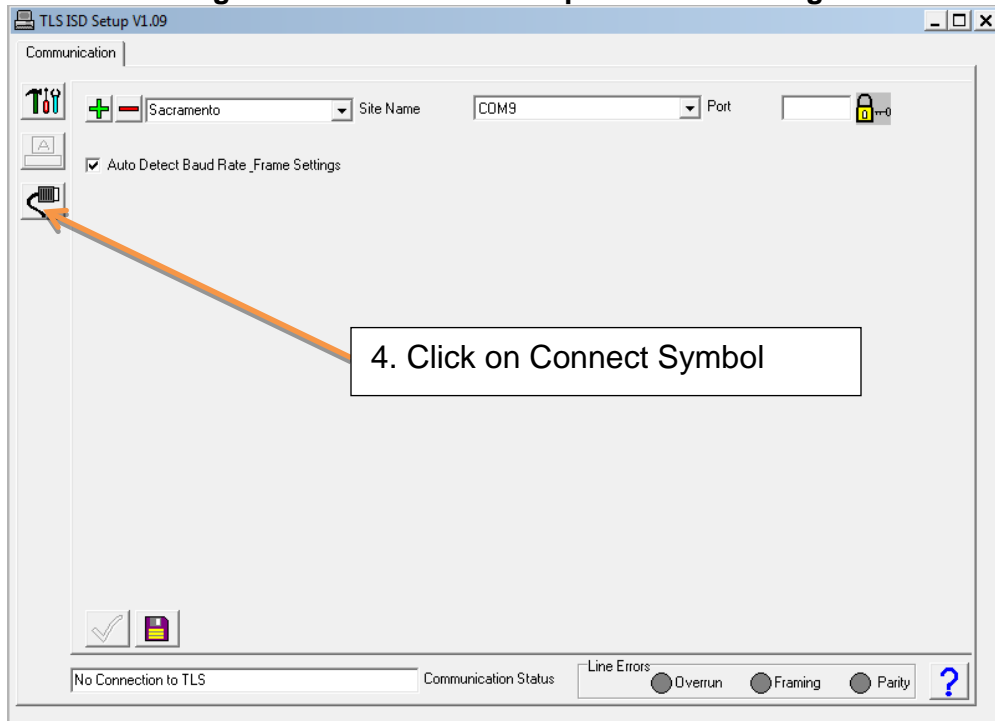 TLS ISD Setup V1.09
Communication
Sacramento Site Name COM9 Port
A
Auto Detect Baud Rate_Frame Settings
4. Click on Connect Symbol
No Connection to TLS Communication Status Line Errors Overrun Framing Parity ?